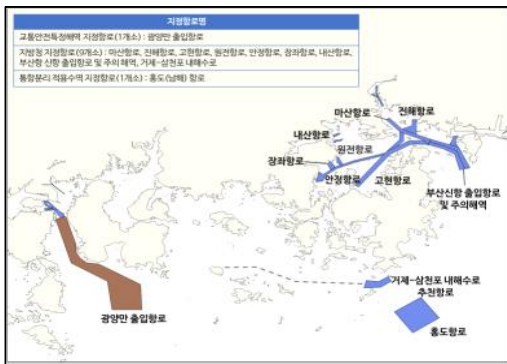 지정항로명
교통안전특정해역 지정항로(1개소) : 광양만 출입항로
지방청 지정항로(9개소) : 마산항로, 진해항로, 고현항로, 원전항로, 안정항로, 장좌항로, 내산항로,
부산항 신항 출입항로 및 주의 해역, 거제-삼천포 내해수로
통항분리 적용수역 지정항로(1개소) : 홍도(남해) 항로
마산항로
진해항로
내산항로
원전항로
장좌항로
안정항로
고현항로
부산신항 출입항로
및 주의해역
거제-삼천포 내해수로
추천항로
광양만 출입항로
홍도항로